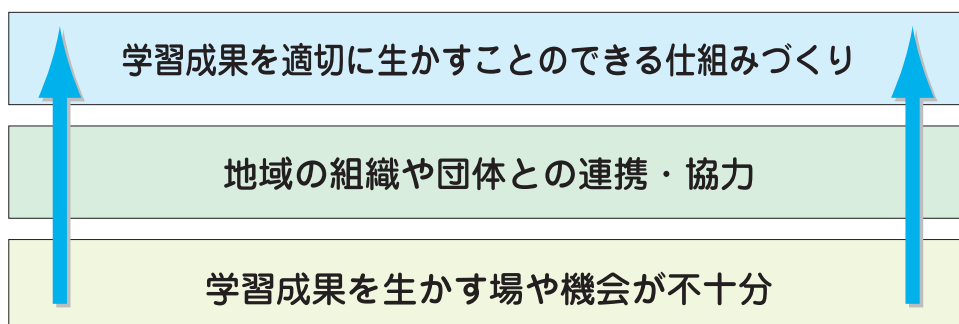 学習成果を適切に生かすことのできる仕組みづくり
地域の組織や団体との連携・協力
学習成果を生かす場や機会が不十分